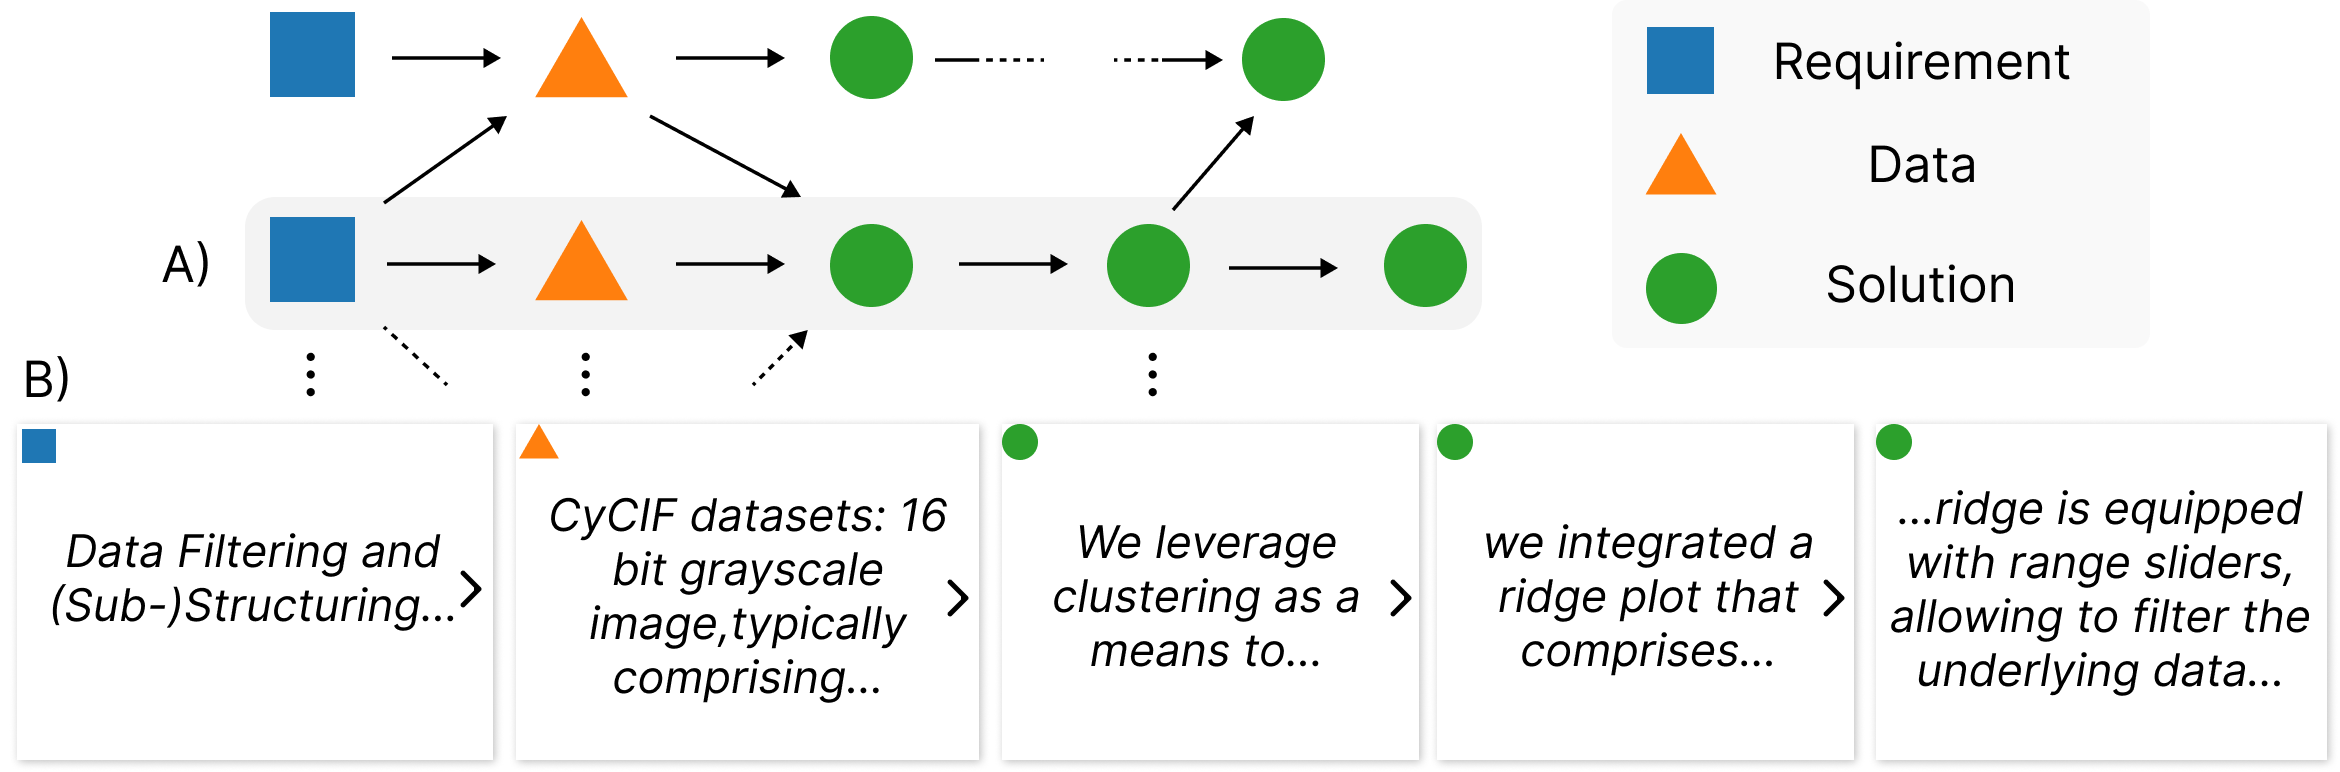 Requirement
Data
Solution
A)
B)
Data Filtering and
(Sub-)Structuring...
CyCIF datasets: 16
bit grayscale
image,typically
comprising...
We leverage
clustering as a
means to...
we integrated a
ridge plot that
comprises...
...ridge is equipped
with range sliders,
allowing to filter the
underlying data...